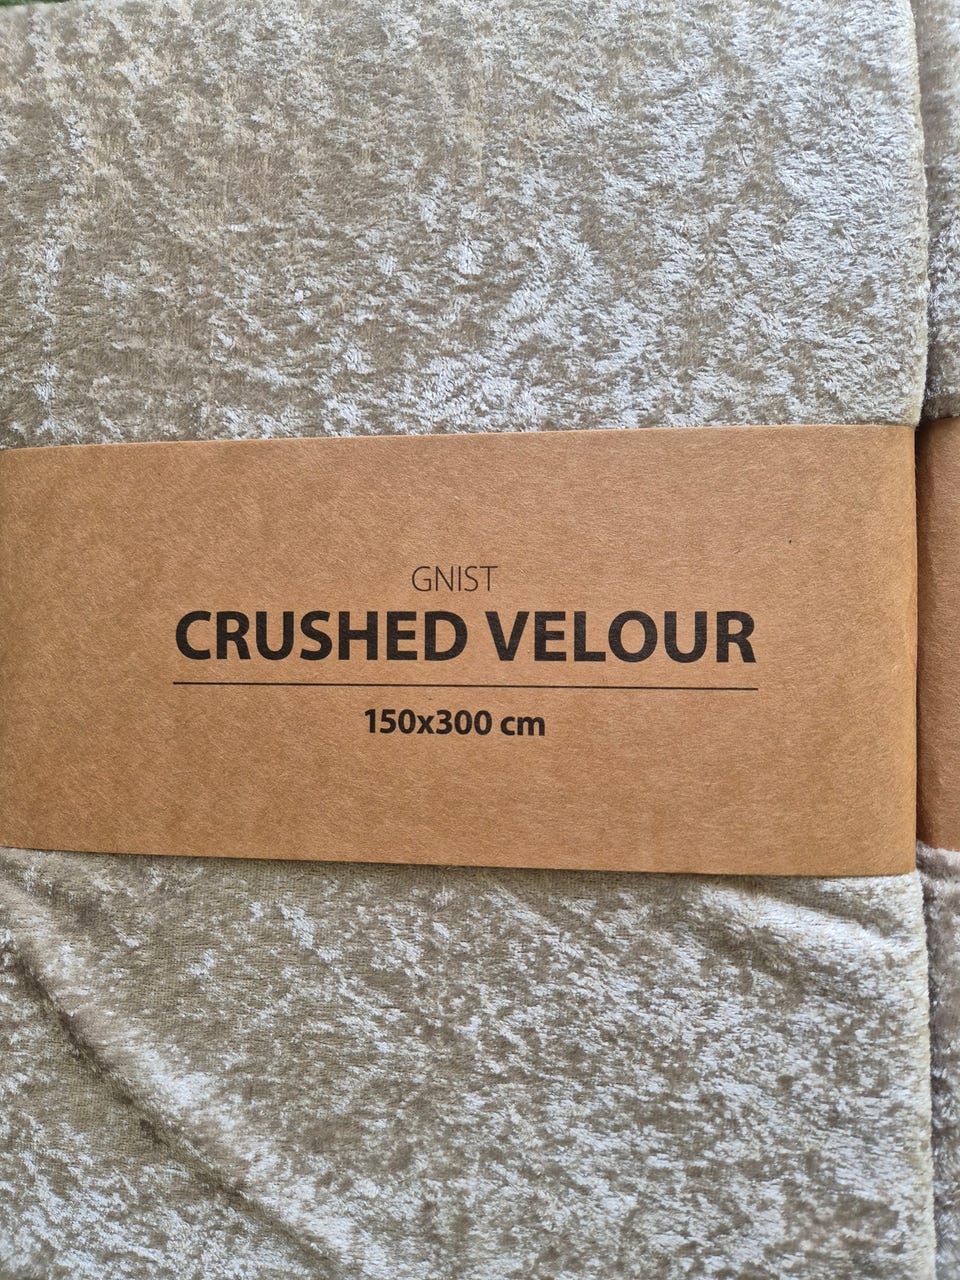 GNIST
CRUSHED VELOUR
150x300 cm